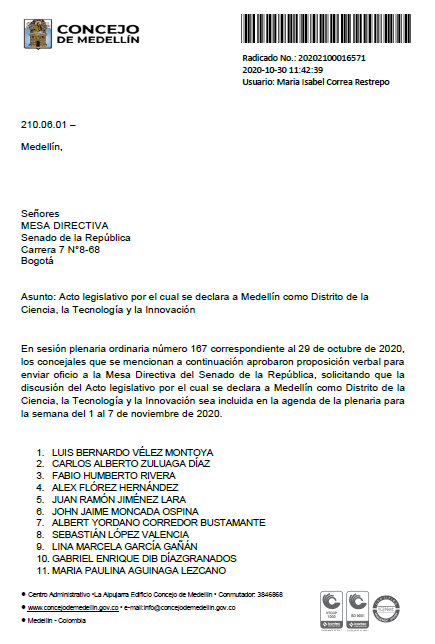 CONCEJO
DE MEDELLÍN
Radicado No.: 20202100016571
2020-10-30 11:42:39
Usuario: María Isabel Correa Restrepo
210.06.01 –
Medellín,
Señores
MESA DIRECTIVA
Senado de la República
Carrera 7 N°8-68
Bogotá
Asunto: Acto legislativo por el cual se declara a Medellín como Distrito de la
Ciencia, la Tecnología y la Innovación
En sesión plenaria ordinaria número 167 correspondiente al 29 de octubre de 2020,
los concejales que se mencionan a continuación aprobaron proposición verbal para
enviar oficio a la Mesa Directiva del Senado de la República, solicitando que la
discusión del Acto legislativo por el cual se declara a Medellín como Distrito de la
Ciencia, la Tecnología y la Innovación sea incluida en la agenda de la plenaria para
la semana del 1 al 7 de noviembre de 2020.
1. LUIS BERNARDO VÉLEZ MONTOYA
2. CARLOS ALBERTO ZULUAGA DÍAZ
3. FABIO HUMBERTO RIVERA
4. ALEX FLÓREZ HERNÁNDEZ
5. JUAN RAMÓN JIMÉNEZ LARA
6. JOHN JAIME MONCADA OSPINA
7. ALBERT YORDANO CORREDOR BUSTAMANTE
8. SEBASTIÁN LÓPEZ VALENCIA
9. LINA MARCELA GARCÍA GAÑÁN
10. GABRIEL ENRIQUE DIB DÍAZGRANADOS
11. MARIA PAULINA AGUINAGA LEZCANO
• Centro Administrativo •La Alpujarra Edificio Concejo de Medellín • Conmutador: 3846868
• www.concejodemedellin.gov.co • e-mail:info@concejodemedellin.gov.co
• Medellín - Colombia